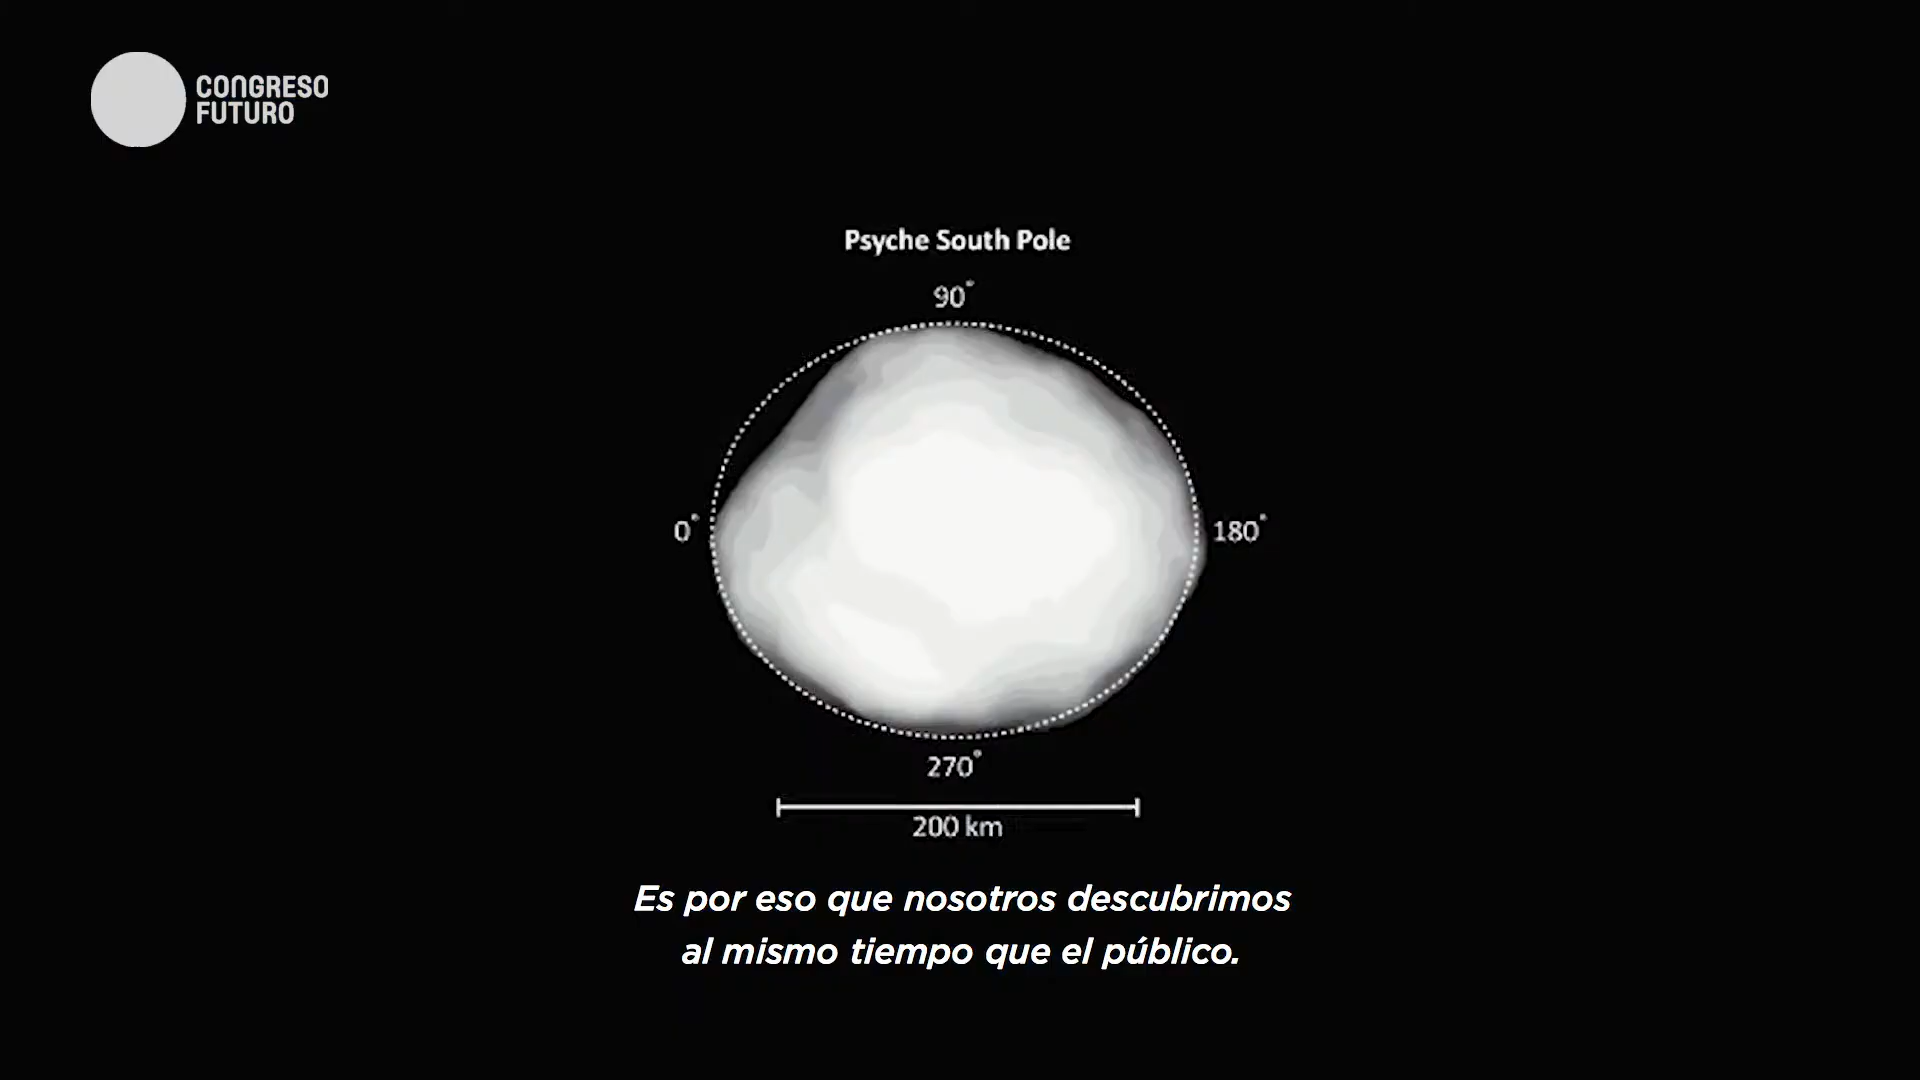 CONGRESO
FUTURO
Psyche South Pole
90°
0°
180°
270°
200 km
Es por eso que nosotros descubrimos
al mismo tiempo que el público.